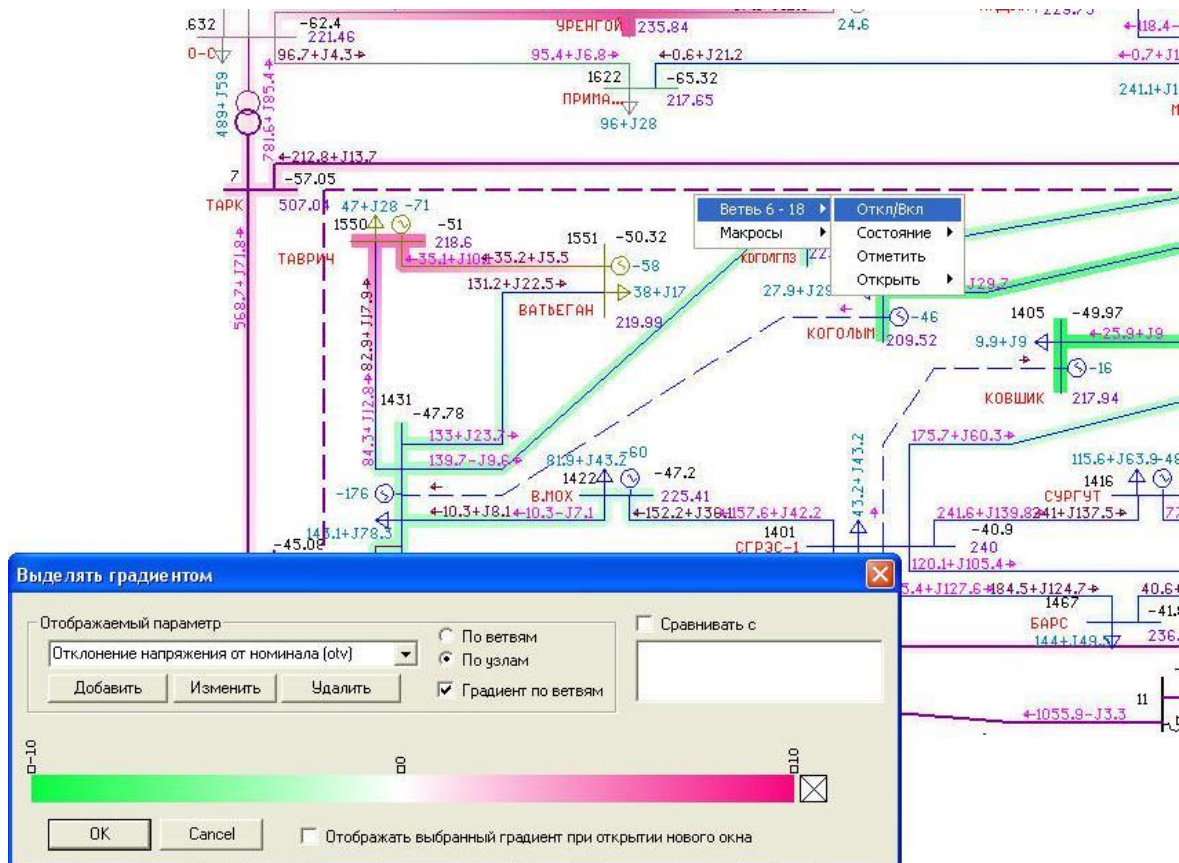 632
-62.4
221.46
О-С
УРЕНГОЙ
235.84
24.6
96.7+J4.3
95.4+J6.8
0.6+J21.2
1622
-65.32
ПРИМА...
217.65
96+J28
241.1+J1
489+J59
781.6+J85.4
212.8+J13.7
7
-57.05
ТАРК
507.04
47+J28
-71
1550
-51
218.6
ТАВРИЧ
1551
-50.32
-58
35.2+J5.5
131.2+J22.5
38+J17
ВАТЬЕГАН
219.99
568.7+J71.8
82.9+J17.9
84.3+J12.8
Ветвь 6 - 18
Макросы
Откл/Вкл
Состояние
Отметить
Открыть
КОГОЛГПЗ
27.9+J29
J29.7
-46
КОГОЛЫМ
209.52
1405
-49.97
9.9+J9
25.9+J9
-16
КОВШИК
217.94
1431
-47.78
133+J23.7
139.7-J9.6
81.9+J43.2
-60
1422
-47.2
В.МОХ
225.41
-176
143.1+J78.3
10.3+J8.1
10.3-J7.1
152.2+J36.1
157.6+J42.2
43.2+J43.2
175.7+J60.3
115.6+J63.9
-48
1416
СУРГУТ
241.6+J139.8
241+J137.5
1401
-40.9
СГРЭС-1
240
120.1+J105.4
5.4+J127.6
184.5+J124.7
1467
БАРС
40.6+
-41.
236.
-45.08
11
1055.9-J3.3
Выделять градиентом
Отображаемый параметр
Отклонение напряжения от номинала (otv)
По ветвям
По узлам
Градиент по ветвям
Добавить
Изменить
Удалить
Сравнивать с
-10
0
10
OK
Cancel
Отображать выбранный градиент при открытии нового окна